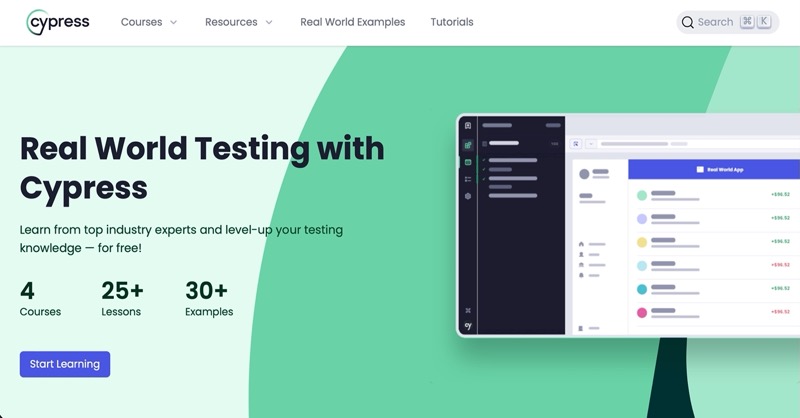 cypress
Courses
Resources
Real World Examples
Tutorials
Search ⌘ K
Real World Testing with
Cypress
Learn from top industry experts and level-up your testing
knowledge — for free!
4
Courses
25+
Lessons
30+
Examples
Start Learning
Real World App
+$96.52
+$96.52
+$96.52
+$96.52
+$96.52
+$96.52
cy